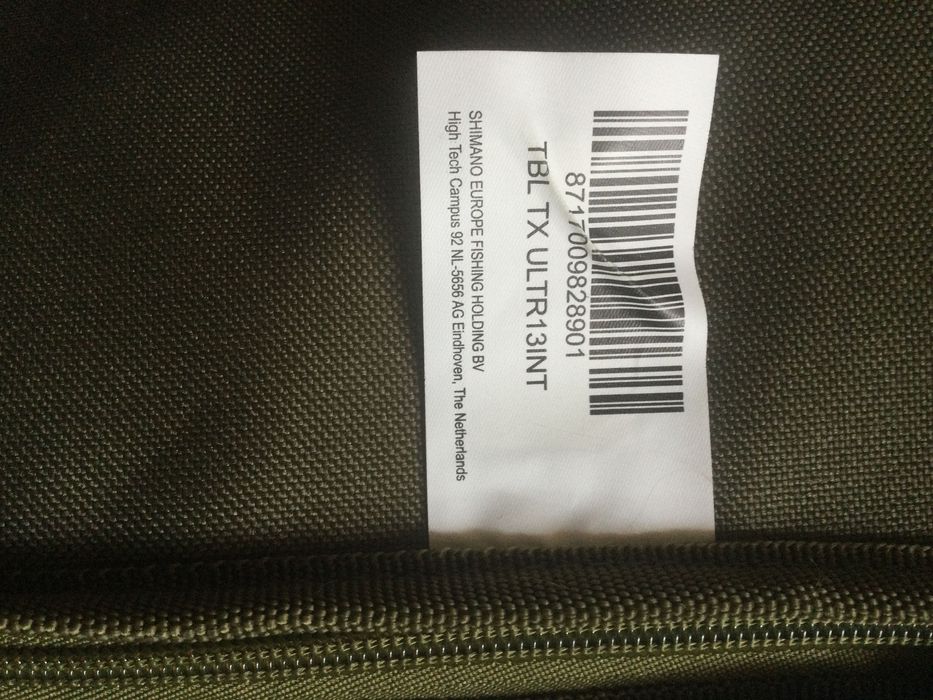 8717009828901
TBL TX ULTR13INT
SHIMANO EUROPE FISHING HOLDING BV
High Tech Campus 92 NL-5656 AG Eindhoven, The Netherlands